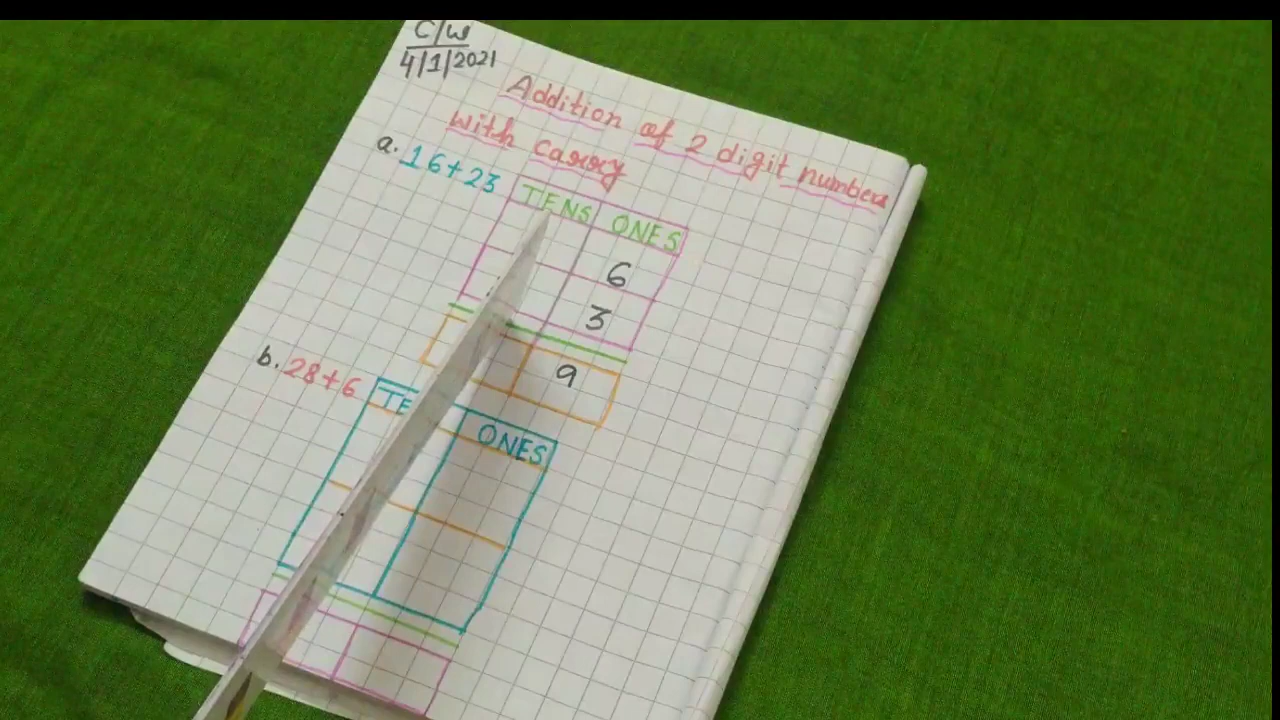 C/W
4/1/2021
Addition of 2 digit numbers
with carry
a. 16+23
TENS ONES
6
3
9
b. 28+6
TE
ONES